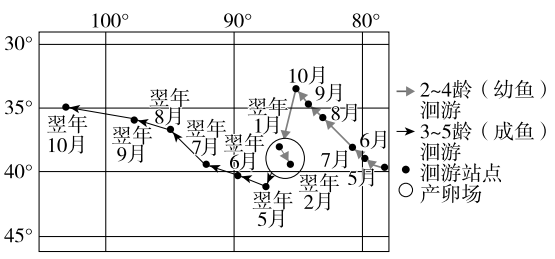 100° 90° 80°
30°
35°
40°
45°
10月
9月
8月
6月
7月
5月
翌年
1月
翌年
2月
翌年
5月
翌年
6月
翌年
7月
翌年
8月
翌年
9月
翌年
10月
2~4龄（幼鱼）
洄游
3~5龄（成鱼）
洄游
洄游站点
产卵场